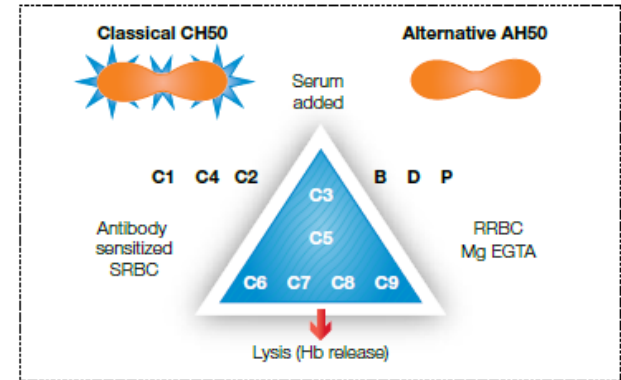 Classical CH50
Alternative AH50
Serum
added
C1 C4 C2
B D P
C3
Antibody
sensitized
SRBC
C5
RRBC
Mg EGTA
C6 C7 C8 C9
Lysis (Hb release)